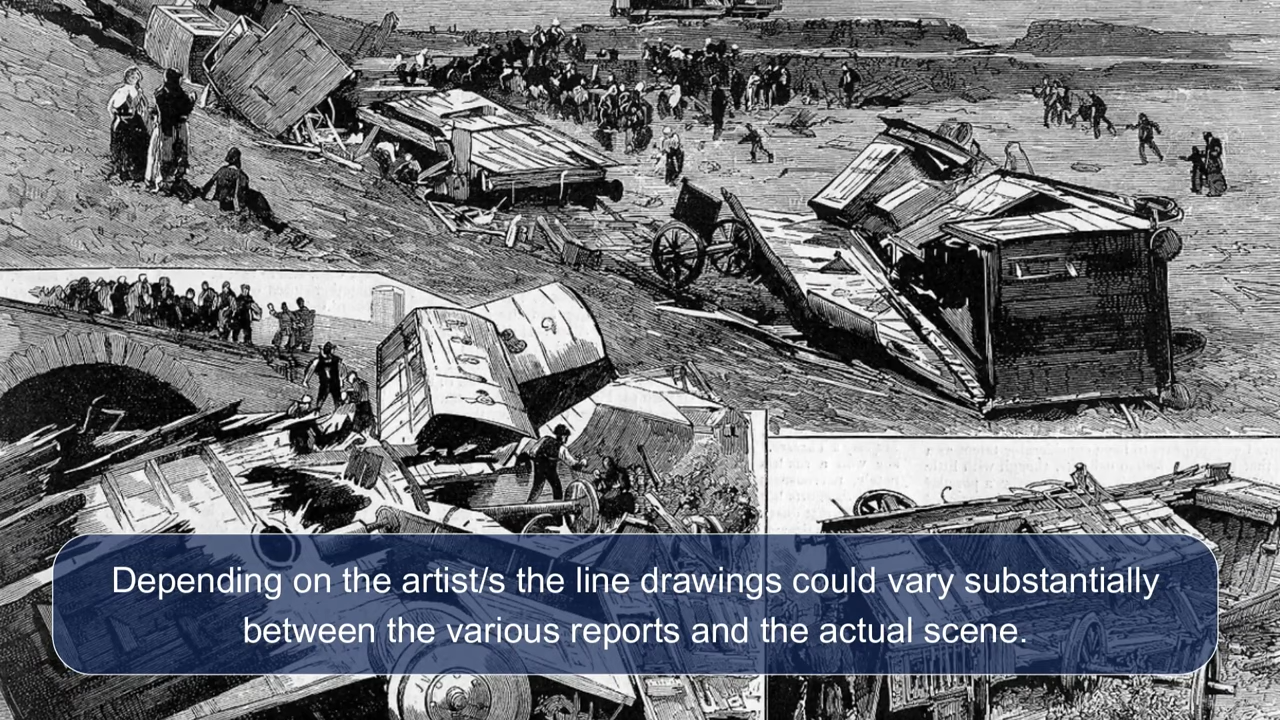 Depending on the artist/s the line drawings could vary substantially
between the various reports and the actual scene.